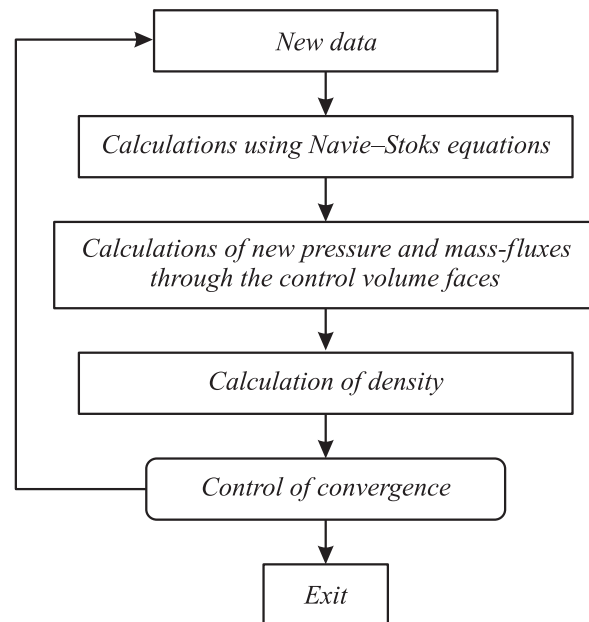 New data
Calculations using Navie–Stoks equations
Calculations of new pressure and mass-fluxes
through the control volume faces
Calculation of density
Control of convergence
Exit